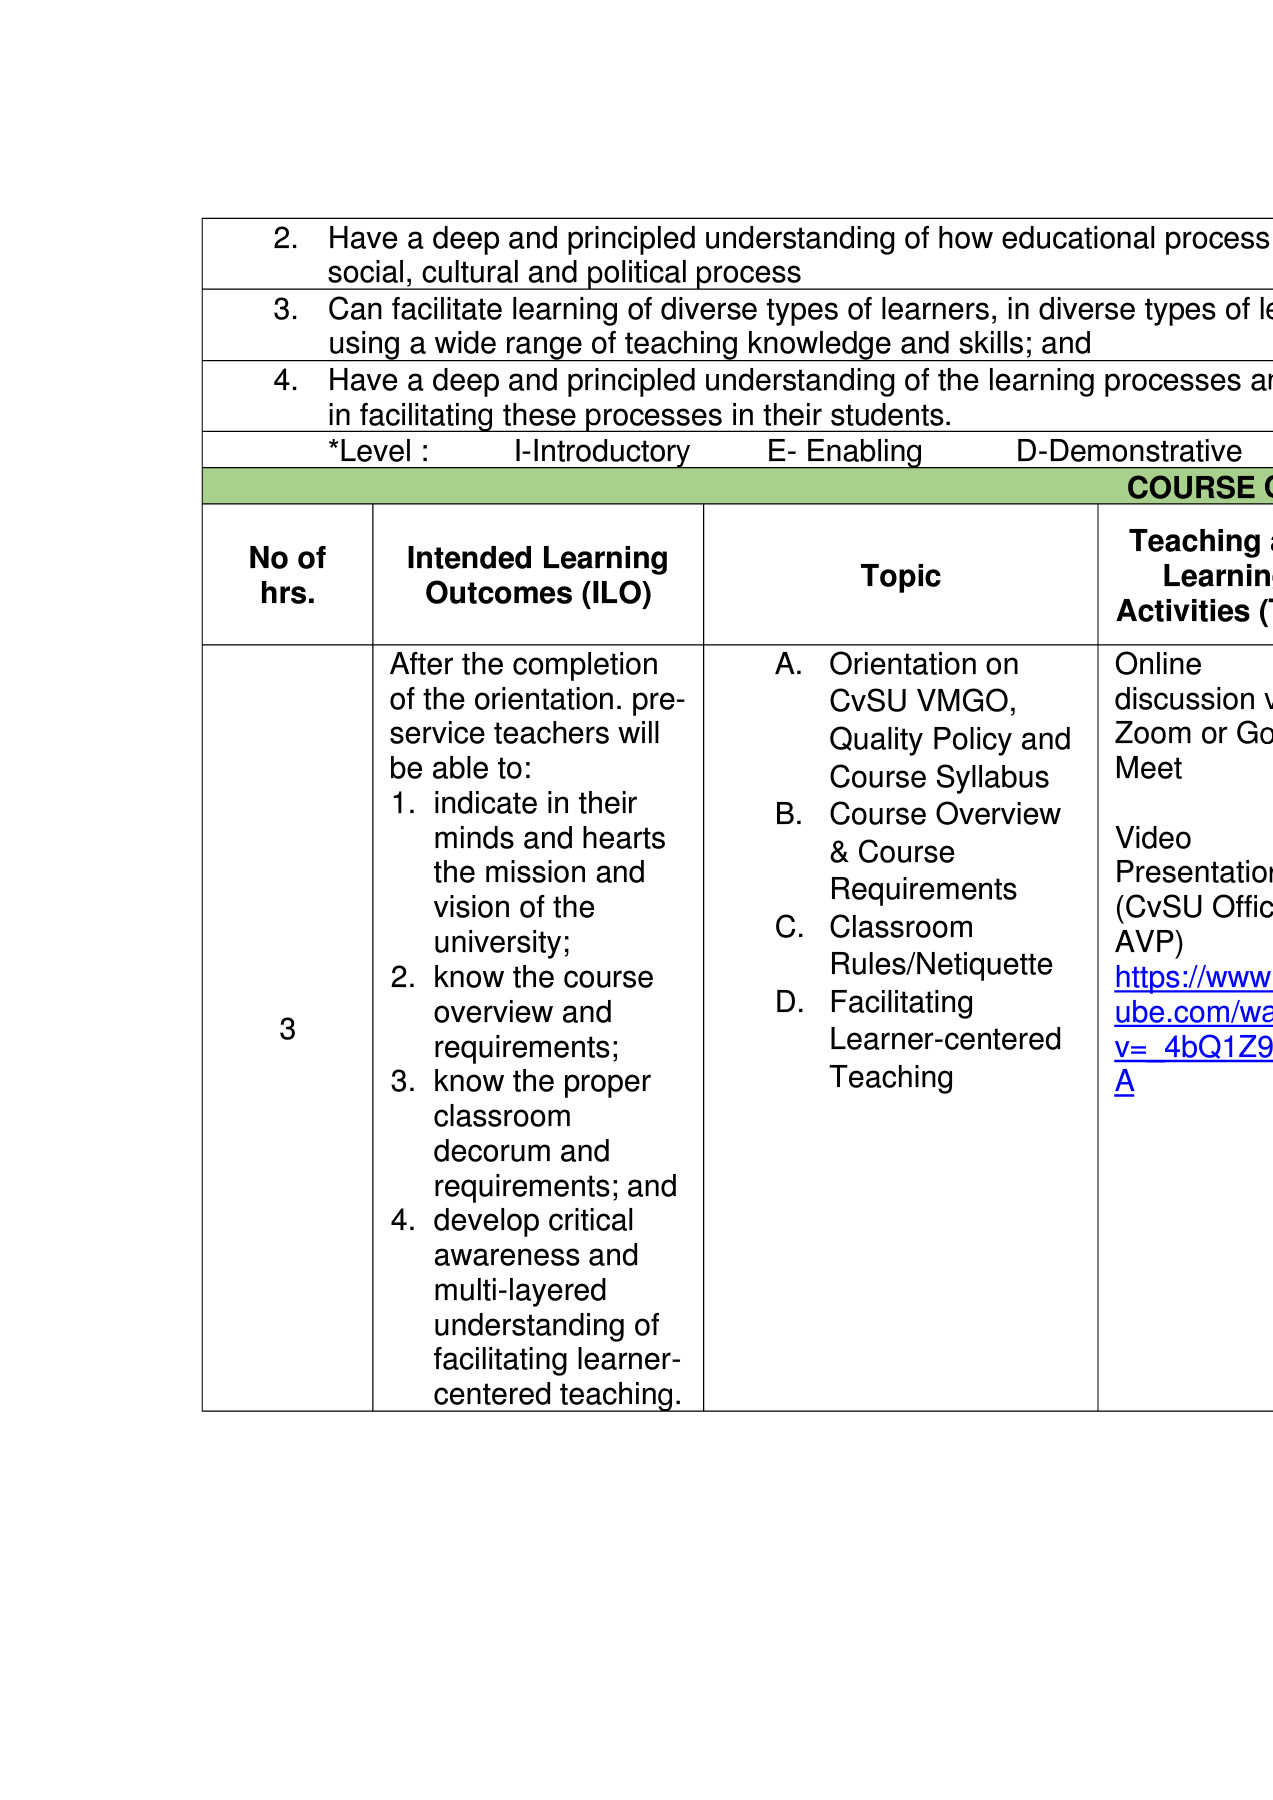 2. Have a deep and principled understanding of how educational process
social, cultural and political process
3. Can facilitate learning of diverse types of learners, in diverse types of
using a wide range of teaching knowledge and skills; and
4. Have a deep and principled understanding of the learning processes
in facilitating these processes in their students.
*Level : I-Introductory E- Enabling D-Demonstrative
COURSE
No of
hrs.
Intended Learning
Outcomes (ILO)
Topic
Teaching
Learning
Activities
3
After the completion
of the orientation. pre-
service teachers will
be able to:
1. indicate in their
minds and hearts
the mission and
vision of the
university;
2. know the course
overview and
requirements;
3. know the proper
classroom
decorum and
requirements; and
4. develop critical
awareness and
multi-layered
understanding of
facilitating learner-
centered teaching.
A. Orientation on
CvSU VMGO,
Quality Policy and
Course Syllabus
B. Course Overview
& Course
Requirements
C. Classroom
Rules/Netiquette
D. Facilitating
Learner-centered
Teaching
Online
discussion
Zoom or
Meet
Video
Presentation
(CvSU
AVP)
https://www
ube.com/wa
v=_4bQ1Z9
A